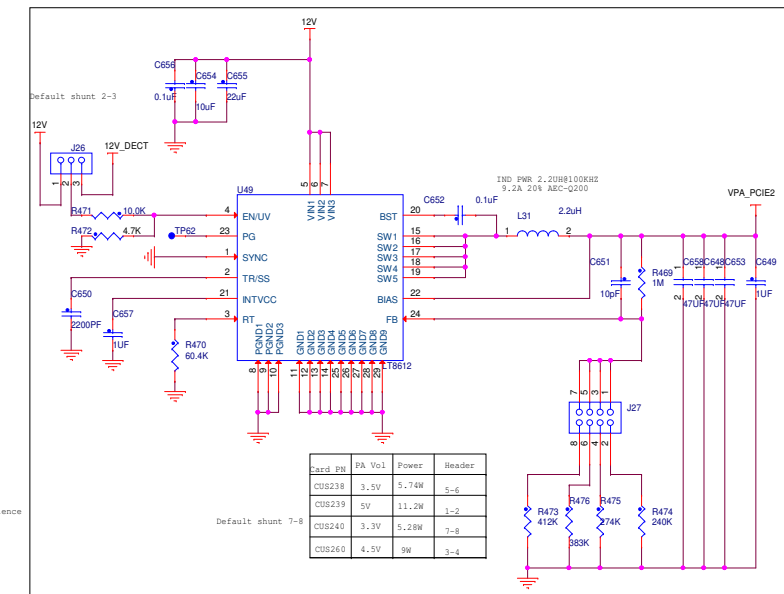 12V
C656
C654
C655
0.1uF
10uF
22uF
Default shunt 2-3
12V
J26
12V_DECT
1
2
3
5
6
7
VIN1
VIN2
VIN3
U49
IND PWR 2.2UH@100KHZ
9.2A 20% AEC-Q200
VPA_PCIE2
C652
0.1uF
L31
2.2uH
1
2
R471
10.0K
4
EN/UV
BST
20
R472
4.7K
TP62
23
PG
SW1
15
SW2
16
1
SYNC
SW3
17
SW4
18
2
TR/SS
SW5
19
21
INTVCC
BIAS
22
3
RT
FB
24
C650
2200PF
C657
1UF
R470
60.4K
C651
10pF
R469
1M
C658
C648
C653
C649
1
1
1
2
2
2
47UF
47UF
47UF
1UF
PGND1
PGND2
PGND3
GND1
GND2
GND3
GND4
GND5
GND6
GND7
GND8
GND9
LT8612
8
9
10
11
12
13
14
25
26
27
28
29
7
5
3
1
J27
8
6
4
2
Card PN PA Vol Power Header
CUS238 3.5V 5.74W 5-6
CUS239 5V 11.2W 1-2
CUS240 3.3V 5.28W 7-8
CUS260 4.5V 9W 3-4
Default shunt 7-8
ence
R473
412K
R476
383K
R475
274K
R474
240K